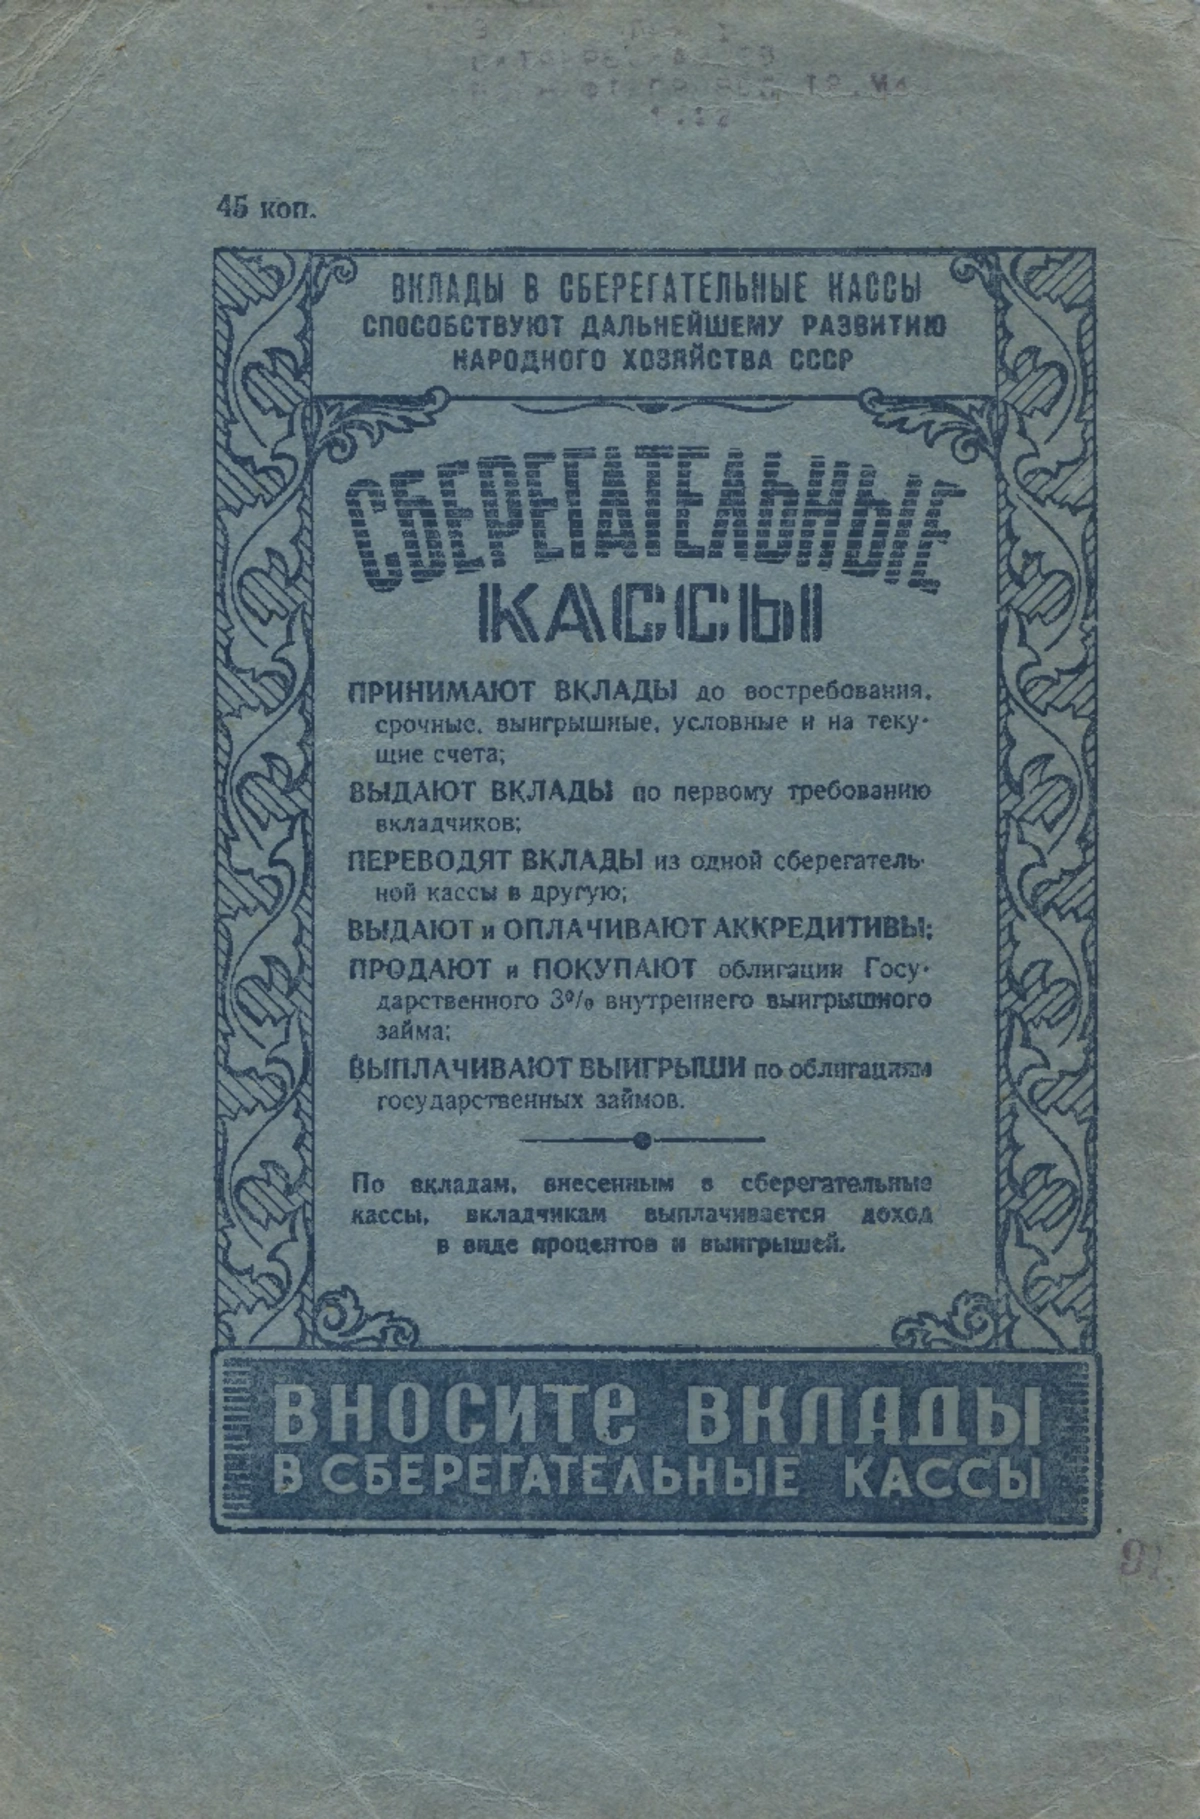 45 коп.
ВКЛАДЫ В СБЕРЕГАТЕЛЬНЫЕ КАССЫ
СПОСОБСТВУЮТ ДАЛЬНЕЙШЕМУ РАЗВИТИЮ
НАРОДНОГО ХОЗЯЙСТВА СССР
СБЕРЕГАТЕЛЬНЫЕ
КАССЫ
ПРИНИМАЮТ ВКЛАДЫ до востребования,
срочные, выигрышные, условные и на теку-
щие счета;
ВЫДАЮТ ВКЛАДЫ по первому требованию
вкладчиков;
ПЕРЕВОДЯТ ВКЛАДЫ из одной сберегатель-
ной кассы в другую;
ВЫДАЮТ и ОПЛАЧИВАЮТ АККРЕДИТИВЫ;
ПРОДАЮТ и ПОКУПАЮТ облигации Госу-
дарственного 3% внутреннего выигрышного
займа;
ВЫПЛАЧИВАЮТ ВЫИГРЫШИ по облигациям
государственных займов.
По вкладам, внесенным в сберегательные
кассы, вкладчикам выплачивается доход
в виде процентов и выигрышей.
ВНОСИТЕ ВКЛАДЫ
В СБЕРЕГАТЕЛЬНЫЕ КАССЫ